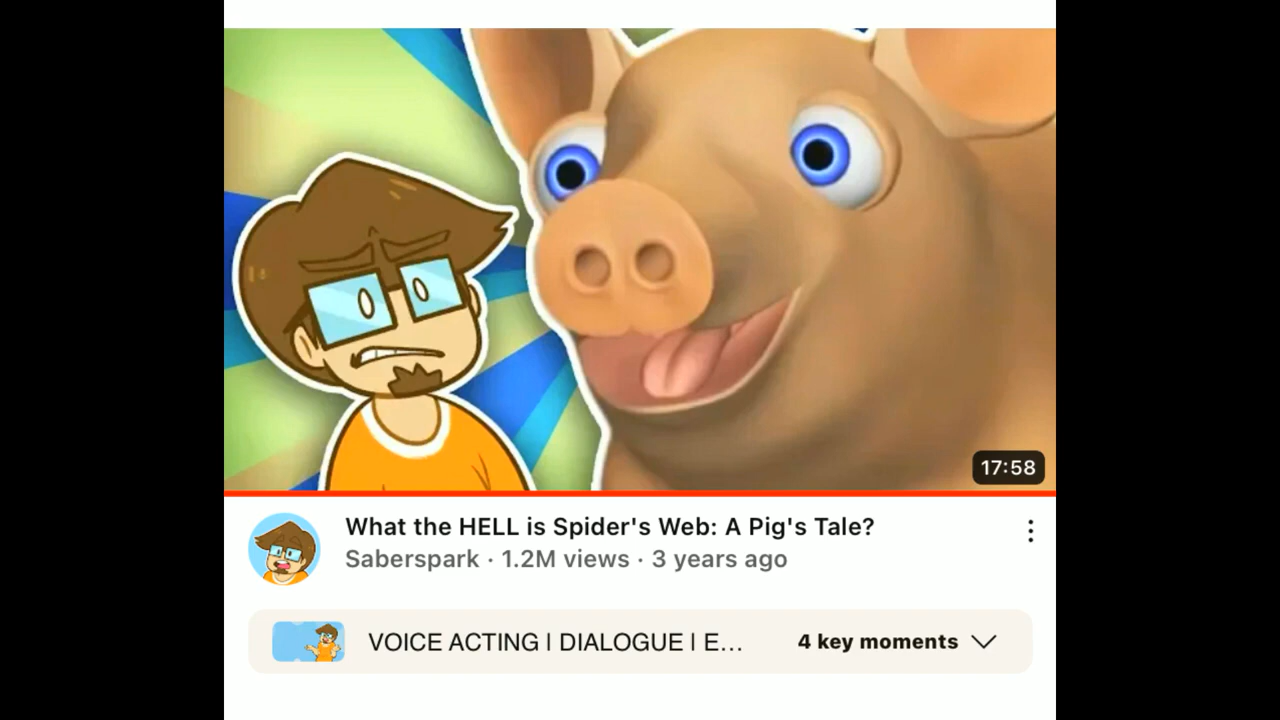 17:58
What the HELL is Spider's Web: A Pig's Tale?
Saberspark · 1.2M views · 3 years ago
VOICE ACTING | DIALOGUE | E... 4 key moments